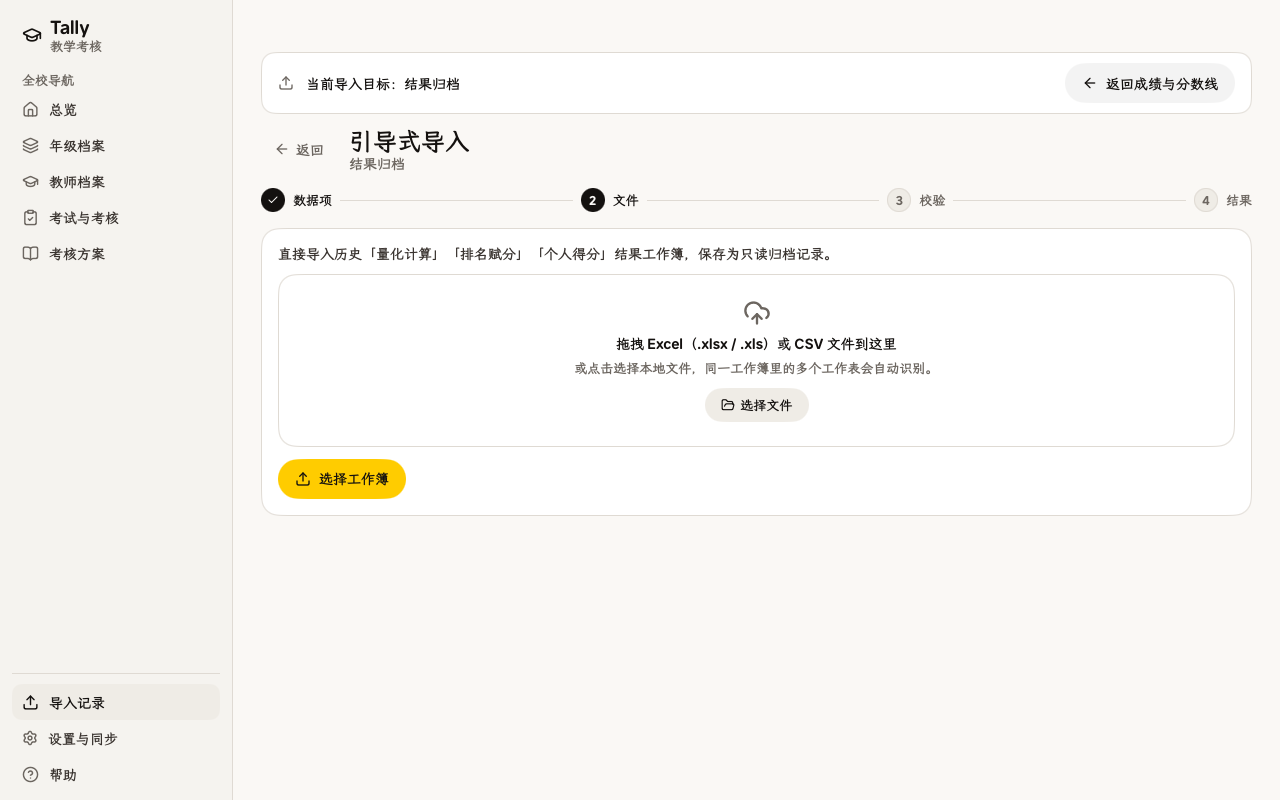 Tally
教学考核
全校导航
总览
年级档案
教师档案
考试与考核
考核方案
导入记录
设置与同步
帮助
当前导入目标：结果归档
返回成绩与分数线
返回
引导式导入
结果归档
数据项
2 文件
3 校验
4 结果
直接导入历史「量化计算」「排名赋分」「个人得分」结果工作簿，保存为只读归档记录。
拖拽 Excel（.xlsx / .xls）或 CSV 文件到这里
或点击选择本地文件，同一工作簿里的多个工作表会自动识别。
选择文件
选择工作簿